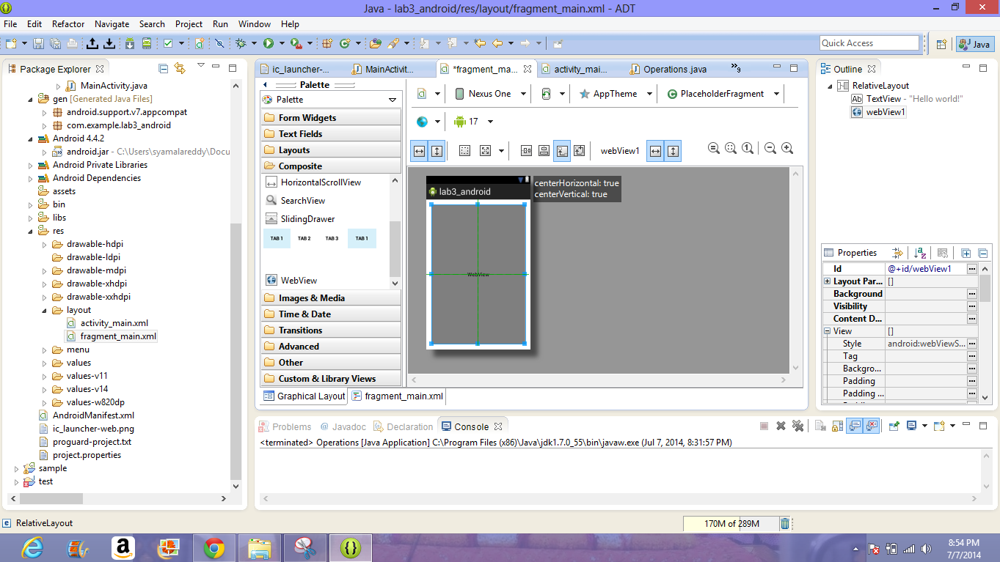 Java - lab3_android/res/layout/fragment_main.xml - ADT
File Edit Refactor Navigate Search Project Run Window Help
Quick Access
Java
Package Explorer
MainActivity.java
gen [Generated Java Files]
android.support.v7.appcompat
com.example.lab3_android
Android 4.4.2
android.jar - C:\Users\syamalareddy\Docu
Android Private Libraries
Android Dependencies
assets
bin
libs
res
drawable-hdpi
drawable-ldpi
drawable-mdpi
drawable-xhdpi
drawable-xxhdpi
layout
activity_main.xml
fragment_main.xml
menu
values
values-v11
values-v14
values-w820dp
AndroidManifest.xml
ic_launcher-web.png
proguard-project.txt
project.properties
sample
test
ic_launcher-... MainActivit... *fragment_ma... activity_mai... Operations.java »9
Palette
Palette
Form Widgets
Text Fields
Layouts
Composite
HorizontalScrollView
SearchView
SlidingDrawer
TAB 1 TAB 2 TAB 3 TAB 1
WebView
Images & Media
Time & Date
Transitions
Advanced
Other
Custom & Library Views
Nexus One AppTheme PlaceholderFragment
17
webView1
lab3_android
centerHorizontal: true
centerVertical: true
WebView
Graphical Layout fragment_main.xml
Outline
RelativeLayout
Ab TextView - "Hello world!"
webView1
Properties
Id @+id/webView1
Layout Par... []
Background
Visibility
Content D...
View []
Style android:webViewS...
Tag
Backgro...
Padding
Padding ...
Problems @ Javadoc Declaration Console
<terminated> Operations [Java Application] C:\Program Files (x86)\Java\jdk1.7.0_55\bin\javaw.exe (Jul 7, 2014, 8:31:57 PM)
RelativeLayout
170M of 289M
8:54 PM
7/7/2014